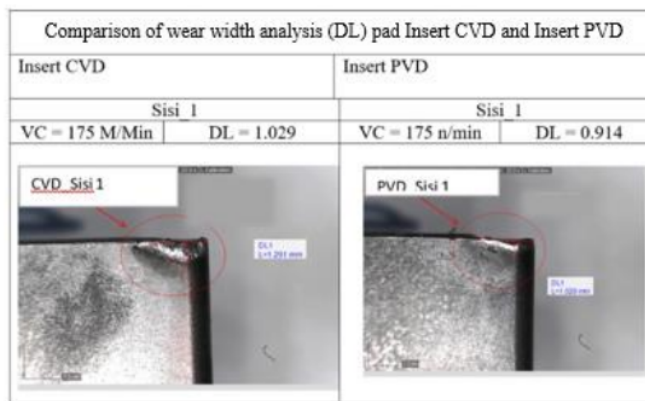 Comparison of wear width analysis (DL) pad Insert CVD and Insert PVD
Insert CVD
Insert PVD
Sisi_1
Sisi_1
VC = 175 M/Min
DL = 1.029
VC = 175 n/min
DL = 0.914
CVD_Sisi 1
PVD_Sisi 1
DL1
DL1